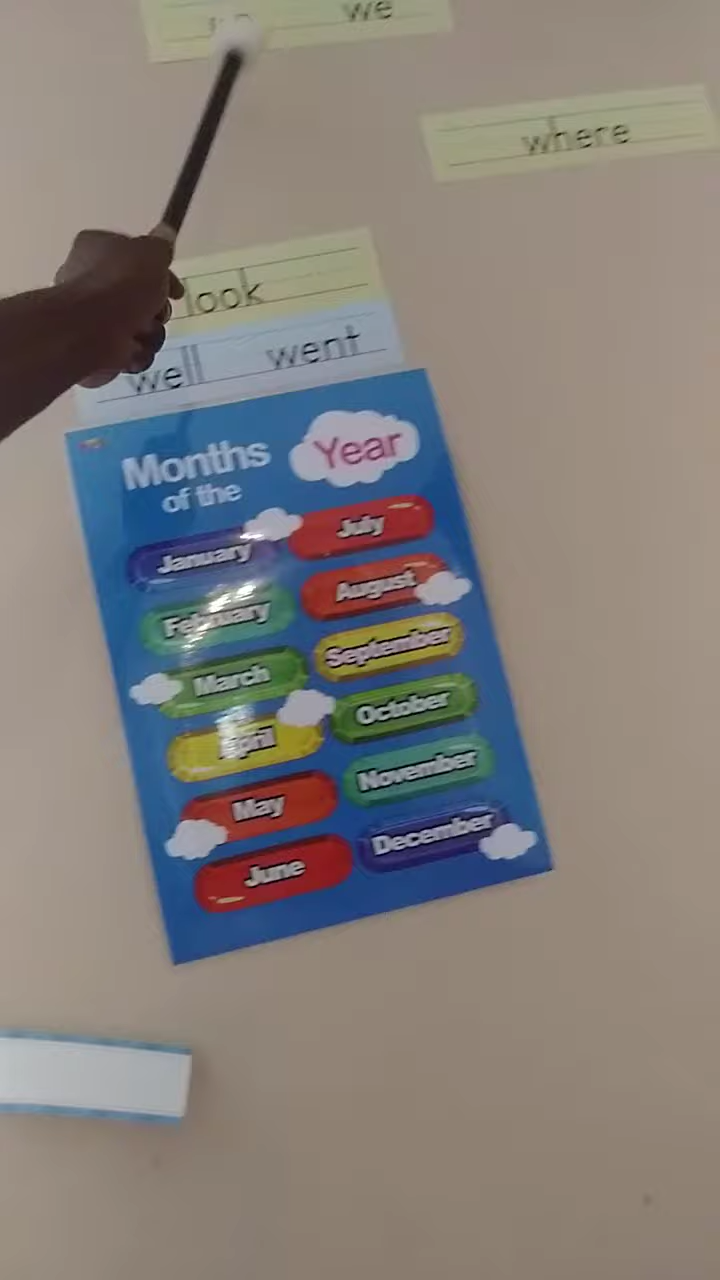 we
where
look
well went
Months
of the
Year
January
February
March
April
May
June
July
August
September
October
November
December